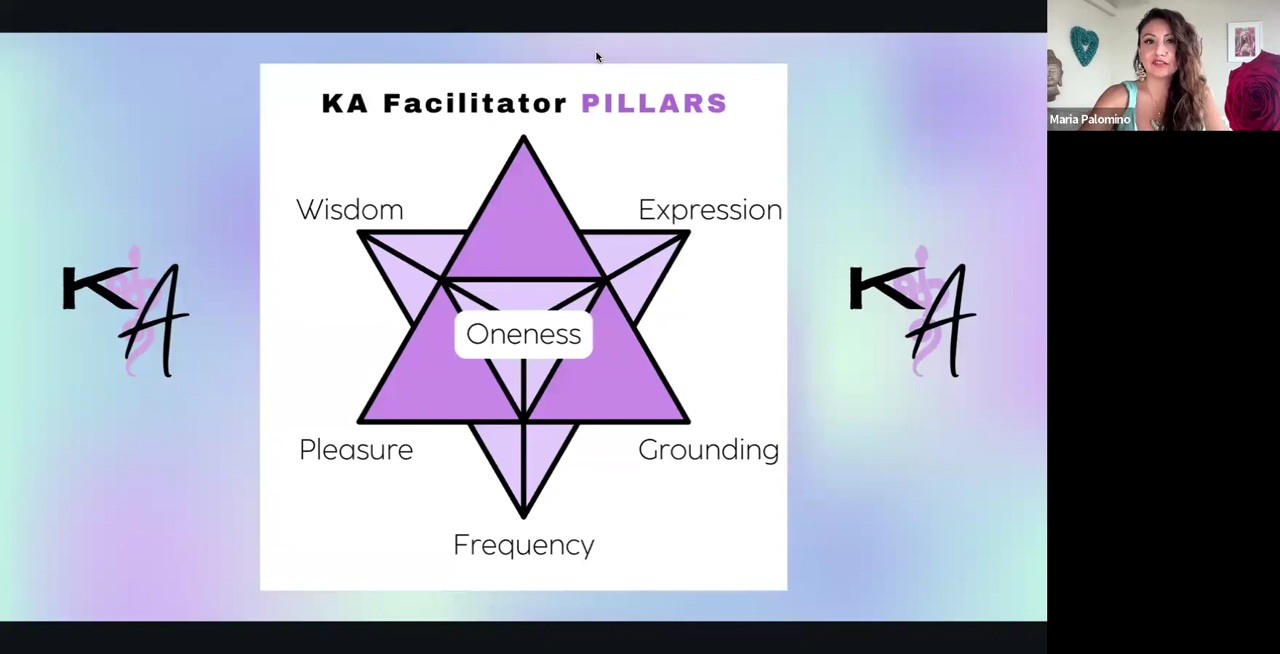 KA Facilitator PILLARS
Wisdom
Expression
Oneness
Pleasure
Grounding
Frequency
KA
KA
Maria Palomino